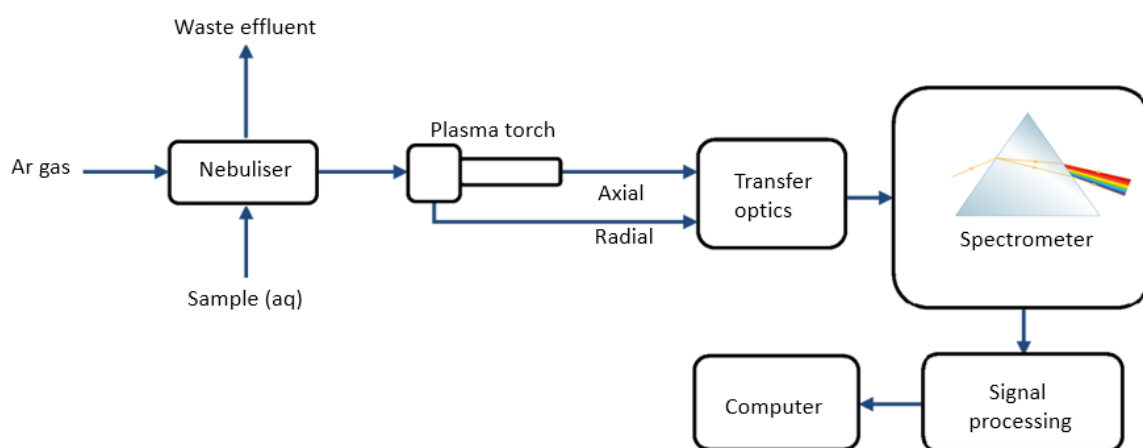 Waste effluent
Plasma torch
Ar gas
Nebuliser
Axial
Transfer
optics
Radial
Spectrometer
Sample (aq)
Computer
Signal
processing